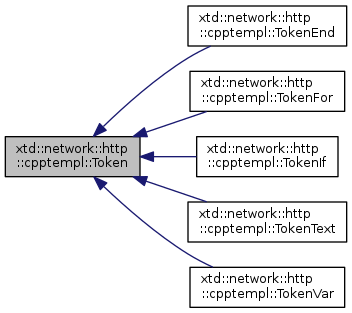 xtd::network::http
::cpptempl::TokenEnd
xtd::network::http
::cpptempl::TokenFor
xtd::network::http
::cpptempl::Token
xtd::network::http
::cpptempl::TokenIf
xtd::network::http
::cpptempl::TokenText
xtd::network::http
::cpptempl::TokenVar